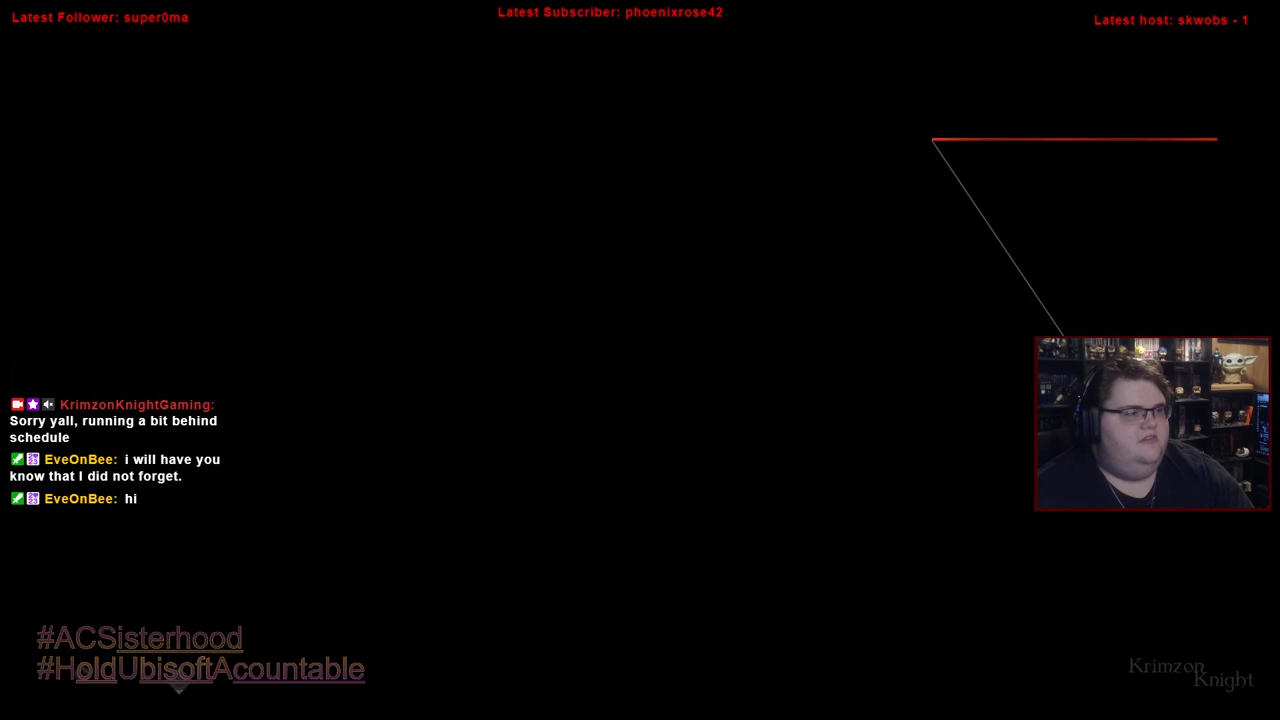 Latest Follower: super0ma
Latest Subscriber: phoenixrose42
Latest host: skwobs - 1
KrimzonKnightGaming:
Sorry yall, running a bit behind
schedule
EveOnBee: i will have you
know that I did not forget.
EveOnBee: hi
#ACSisterhood
#HoldUbisoftAcountable
Krimzon
Knight